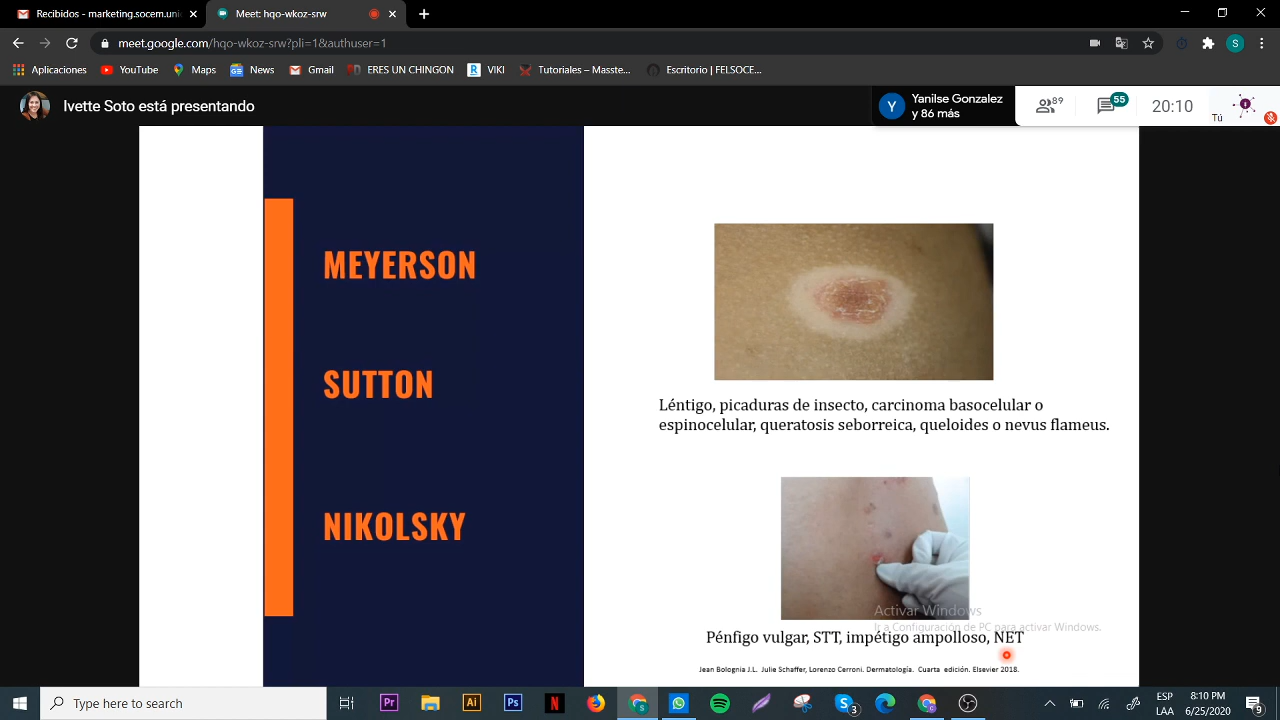 Recibidos - marketing.socem.unic
Meet: hqo-wkoz-srw
meet.google.com/hqo-wkoz-srw?pli=1&authuser=1
Aplicaciones
YouTube
Maps
News
Gmail
ERES UN CHINGON
VIKI
Tutoriales – Masste...
Escritorio | FELSOCE...
Ivette Soto está presentando
Y
Yanilse Gonzalez
y 86 más
89
55
20:10
Tú
MEYERSON
SUTTON
NIKOLSKY
Léntigo, picaduras de insecto, carcinoma basocelular o
espinocelular, queratosis seborreica, queloides o nevus flameus.
Activar Windows
Ir a Configuración de PC para activar Windows.
Pénfigo vulgar, STT, impétigo ampolloso, NET
Jean Bolognia J.L. Julie Schaffer, Lorenzo Cerroni. Dermatología. Cuarta edición. Elsevier 2018.
Type here to search
ESP
LAA
8:10 PM
6/25/2020